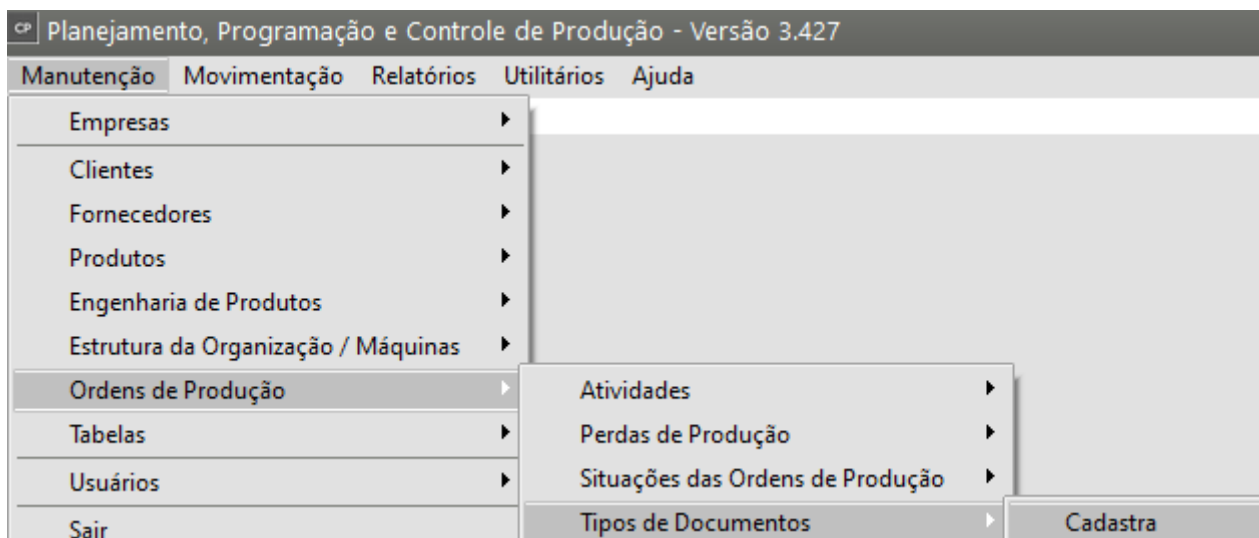 CP Planejamento, Programação e Controle de Produção - Versão 3.427
Manutenção Movimentação Relatórios Utilitários Ajuda
Empresas
Clientes
Fornecedores
Produtos
Engenharia de Produtos
Estrutura da Organização / Máquinas
Ordens de Produção Atividades
Tabelas Perdas de Produção
Usuários Situações das Ordens de Produção
Sair Tipos de Documentos Cadastra